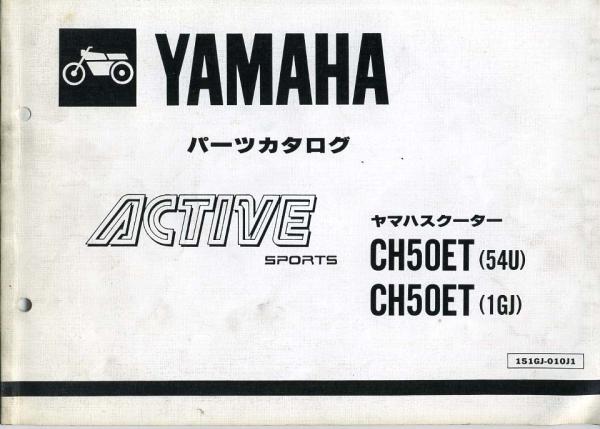 YAMAHA
パーツカタログ
ACTIVE
SPORTS
ヤマハスクーター
CH50ET (54U)
CH50ET (1GJ)
151GJ-010J1